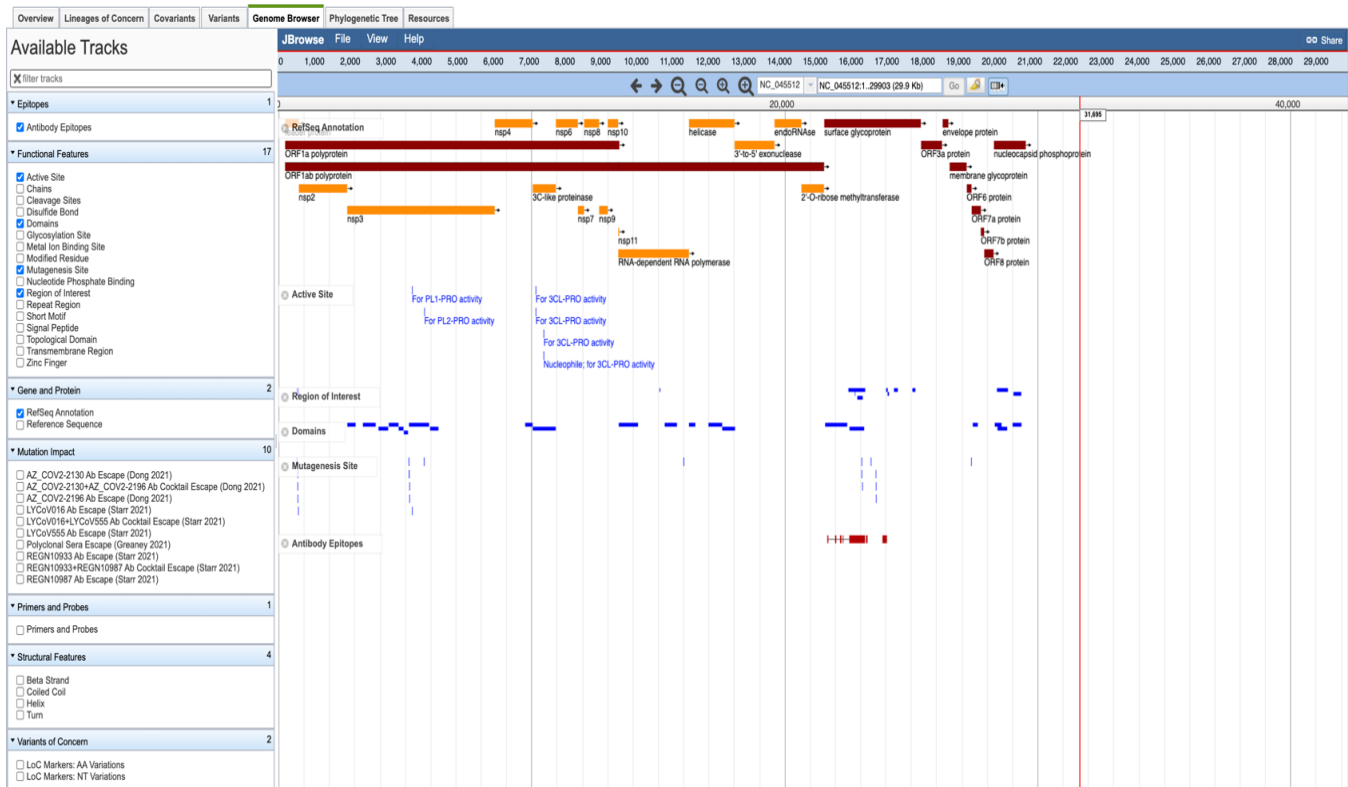 Overview Lineages of Concern Covariants Variants Genome Browser Phylogenetic Tree Resources
Available Tracks
filter tracks
Epitopes 1
Antibody Epitopes
Functional Features 17
Active Site
Chains
Cleavage Sites
Disulfide Bond
Domains
Glycosylation Site
Metal Ion Binding Site
Modified Residue
Mutagenesis Site
Nucleotide Phosphate Binding
Region of Interest
Repeat Region
Short Motif
Signal Peptide
Topological Domain
Transmembrane Region
Zinc Finger
Gene and Protein 2
RefSeq Annotation
Reference Sequence
Mutation Impact 10
AZ_COV2-2130 Ab Escape (Dong 2021)
AZ_COV2-2130+AZ_COV2-2196 Ab Cocktail Escape (Dong 2021)
AZ_COV2-2196 Ab Escape (Dong 2021)
LYCoV016 Ab Escape (Starr 2021)
LYCoV016+LYCoV555 Ab Cocktail Escape (Starr 2021)
LYCoV555 Ab Escape (Starr 2021)
Polyclonal Sera Escape (Greaney 2021)
REGN10933 Ab Escape (Starr 2021)
REGN10933+REGN10987 Ab Cocktail Escape (Starr 2021)
REGN10987 Ab Escape (Starr 2021)
Primers and Probes 1
Primers and Probes
Structural Features 4
Beta Strand
Coiled Coil
Helix
Turn
Variants of Concern 2
LoC Markers: AA Variations
LoC Markers: NT Variations
JBrowse File View Help Share
0 1,000 2,000 3,000 4,000 5,000 6,000 7,000 8,000 9,000 10,000 11,000 12,000 13,000 14,000 15,000 16,000 17,000 18,000 19,000 20,000 21,000 22,000 23,000 24,000 25,000 26,000 27,000 28,000 29,000
NC_045512 NC_045512:1..29903 (29.9 Kb) Go
20,000 40,000
31,695
RefSeq Annotation nsp4 nsp6 nsp8 nsp10 helicase endoRNAse surface glycoprotein envelope protein
ORF1a polyprotein 3'-to-5' exonuclease ORF3a protein nucleocapsid phosphoprotein
ORF1ab polyprotein membrane glycoprotein
nsp2 3C-like proteinase 2'-O-ribose methyltransferase ORF6 protein
nsp3 nsp7 nsp9 ORF7a protein
nsp11 ORF7b protein
RNA-dependent RNA polymerase ORF8 protein
Active Site For PL1-PRO activity For 3CL-PRO activity
For PL2-PRO activity For 3CL-PRO activity
For 3CL-PRO activity
Nucleophile; for 3CL-PRO activity
Region of Interest
Domains
Mutagenesis Site
Antibody Epitopes